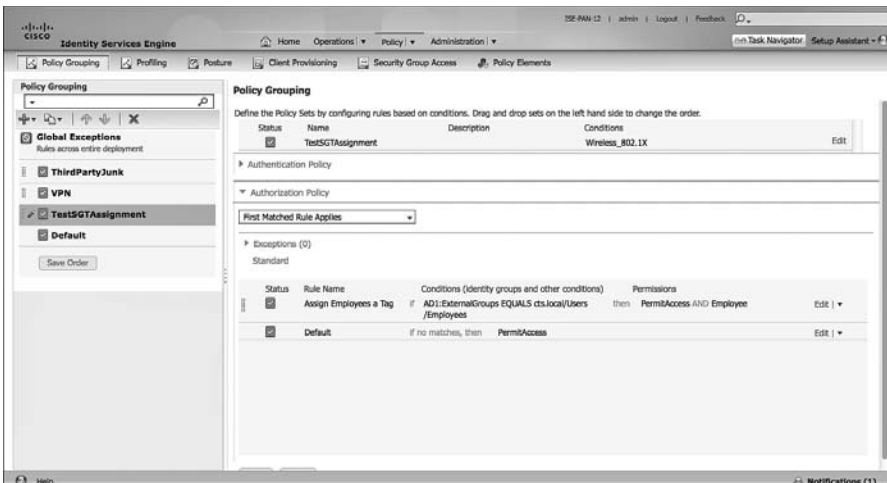 ISE-PAN-12 | admin | Logout | Feedback
CISCO
Identity Services Engine
Home Operations Policy Administration
Task Navigator Setup Assistant
Policy Grouping Profiling Posture Client Provisioning Security Group Access Policy Elements
Policy Grouping
Global Exceptions
Rules across entire deployment
ThirdPartyJunk
VPN
TestSGTAssignment
Default
Save Order
Policy Grouping
Define the Policy Sets by configuring rules based on conditions. Drag and drop sets on the left hand side to change the order.
Status Name Description Conditions
TestSGTAssignment Wireless_802.1X Edit
Authentication Policy
Authorization Policy
First Matched Rule Applies
Exceptions (0)
Standard
Status Rule Name Conditions (identity groups and other conditions) Permissions
Assign Employees a Tag if AD1:ExternalGroups EQUALS cts.local/Users then PermitAccess AND Employee Edit |
/Employees
Default if no matches, then PermitAccess Edit |
Help Notifications (1)